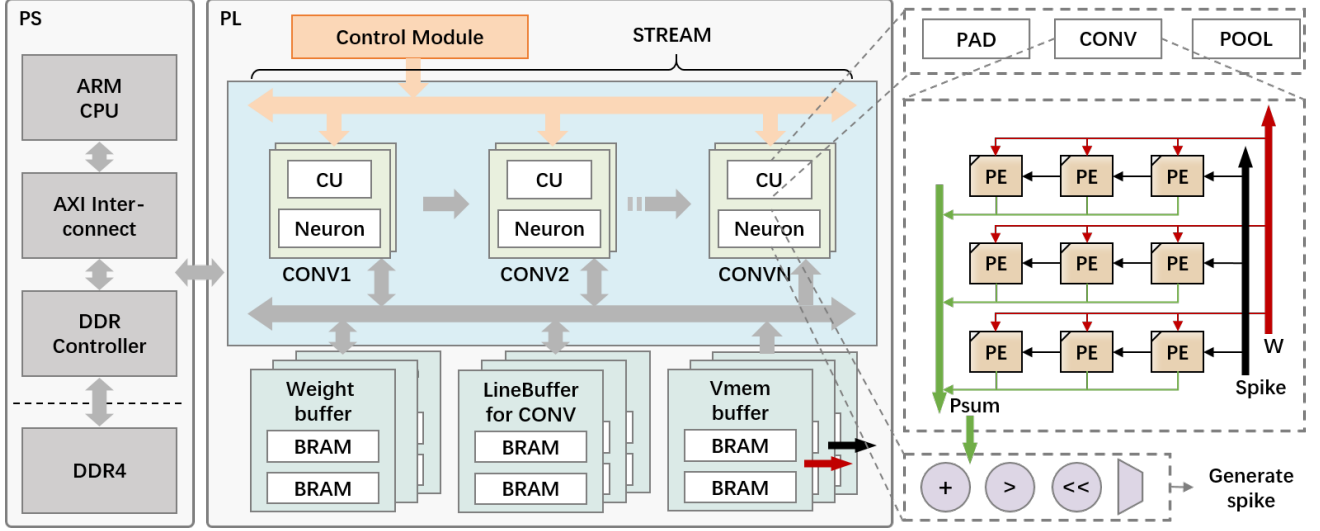 PS
ARM
CPU
AXI Inter-
connect
DDR
Controller
DDR4
PL
Control Module
STREAM
CU
Neuron
CONV1
CU
Neuron
CONV2
CU
Neuron
CONVN
Weight
buffer
BRAM
BRAM
LineBuffer
for CONV
BRAM
BRAM
Vmem
buffer
BRAM
BRAM
PAD
CONV
POOL
PE
PE
PE
PE
PE
PE
PE
PE
PE
W
Spike
Psum
+
>
<<
Generate
spike